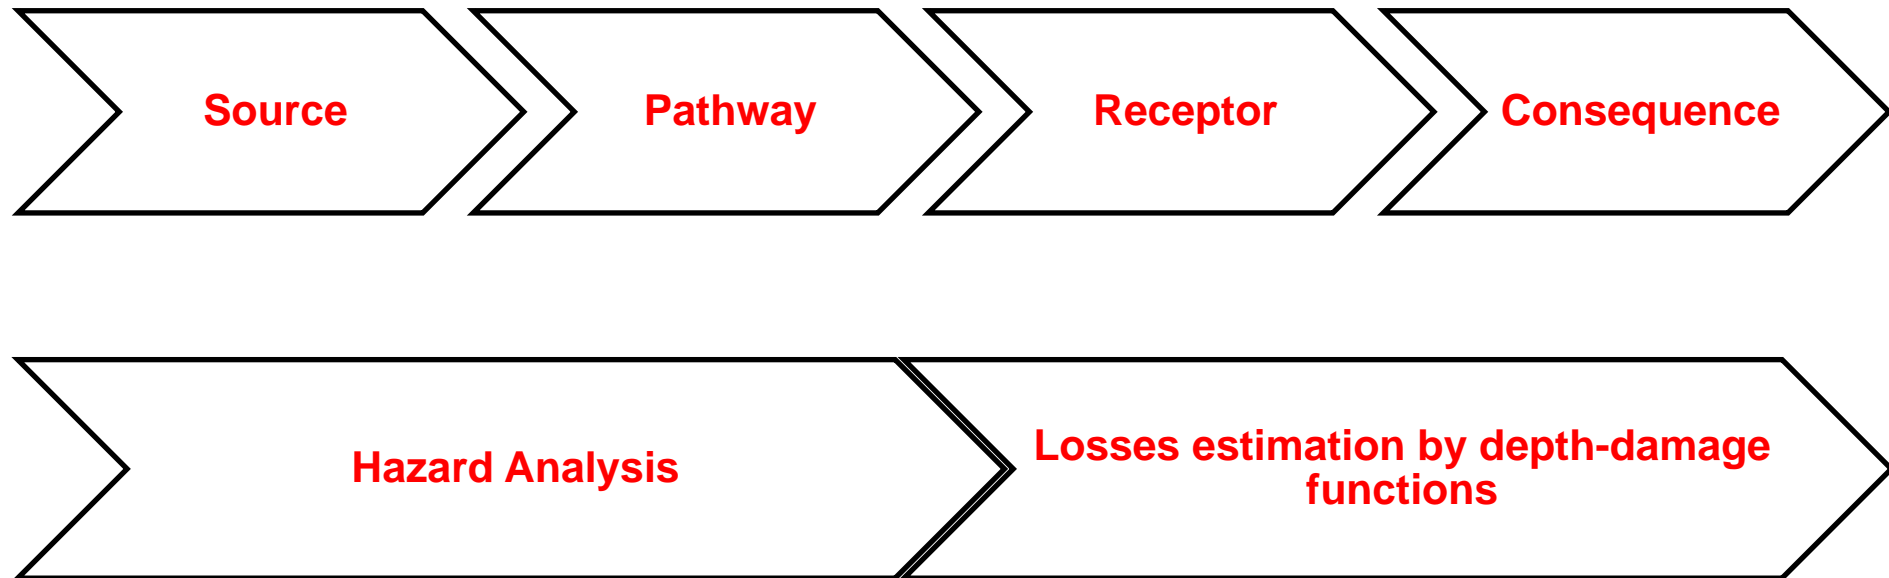 Source
Pathway
Receptor
Consequence
Hazard Analysis
Losses estimation by depth-damage
functions